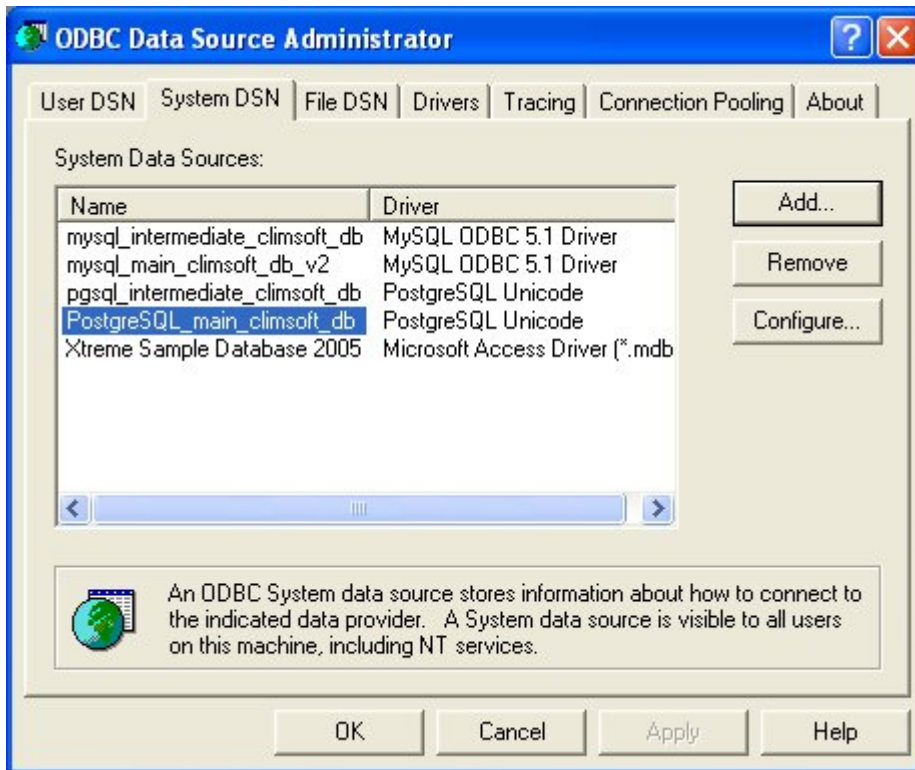 ODBC Data Source Administrator
User DSN System DSN File DSN Drivers Tracing Connection Pooling About
System Data Sources:
Name Driver
mysql_intermediate_climsoft_db MySQL ODBC 5.1 Driver
mysql_main_climsoft_db_v2 MySQL ODBC 5.1 Driver
pgsql_intermediate_climsoft_db PostgreSQL Unicode
PostgreSQL_main_climsoft_db PostgreSQL Unicode
Xtreme Sample Database 2005 Microsoft Access Driver (*.mdb
Add...
Remove
Configure...
An ODBC System data source stores information about how to connect to
the indicated data provider. A System data source is visible to all users
on this machine, including NT services.
OK Cancel Apply Help